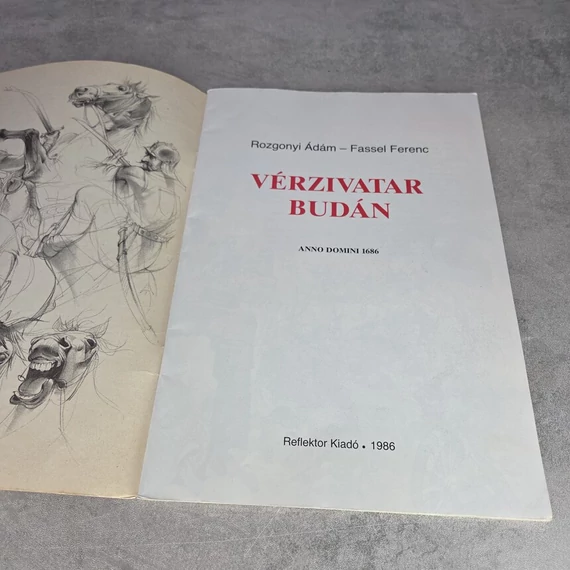 Rozgonyi Ádám – Fassel Ferenc
VÉRZIVATAR
BUDÁN
ANNO DOMINI 1686
Reflektor Kiadó • 1986